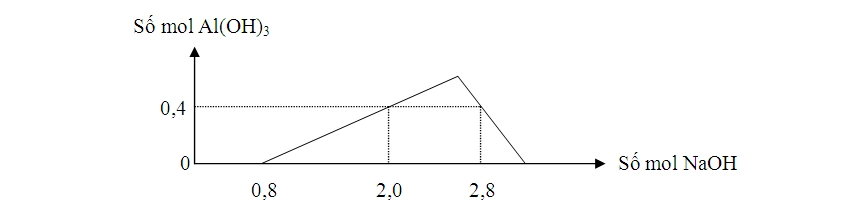 Số mol Al(OH)3
0,4
0
Số mol NaOH
0,8
2,0
2,8